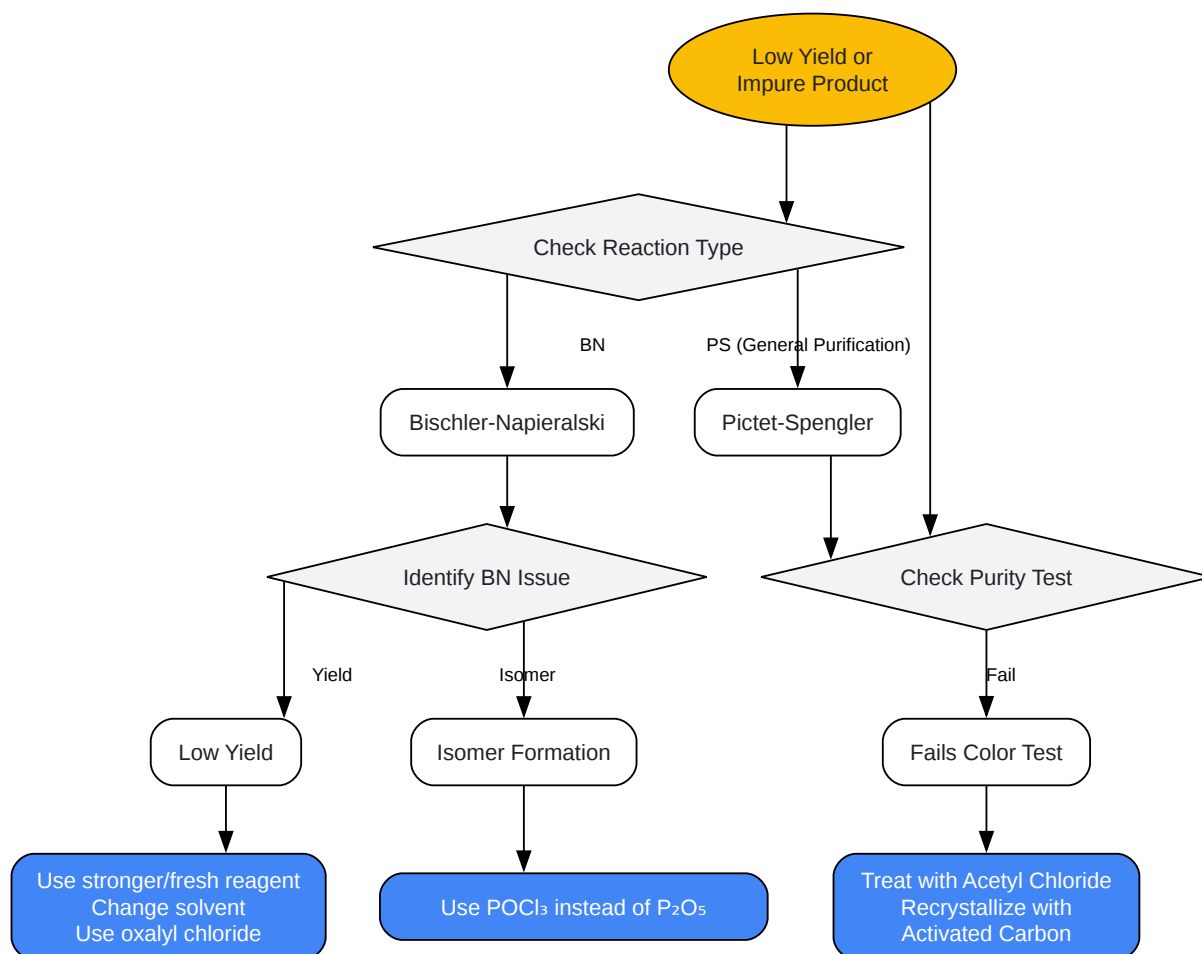 Low Yield or
Impure Product
Check Reaction Type
BN
PS (General Purification)
Bischler-Napieralski
Pictet-Spengler
Identify BN Issue
Check Purity Test
Yield
Isomer
Fail
Low Yield
Isomer Formation
Fails Color Test
Use stronger/fresh reagent
Change solvent
Use oxalyl chloride
Use POCl₃ instead of P₂O₅
Treat with Acetyl Chloride
Recrystallize with
Activated Carbon